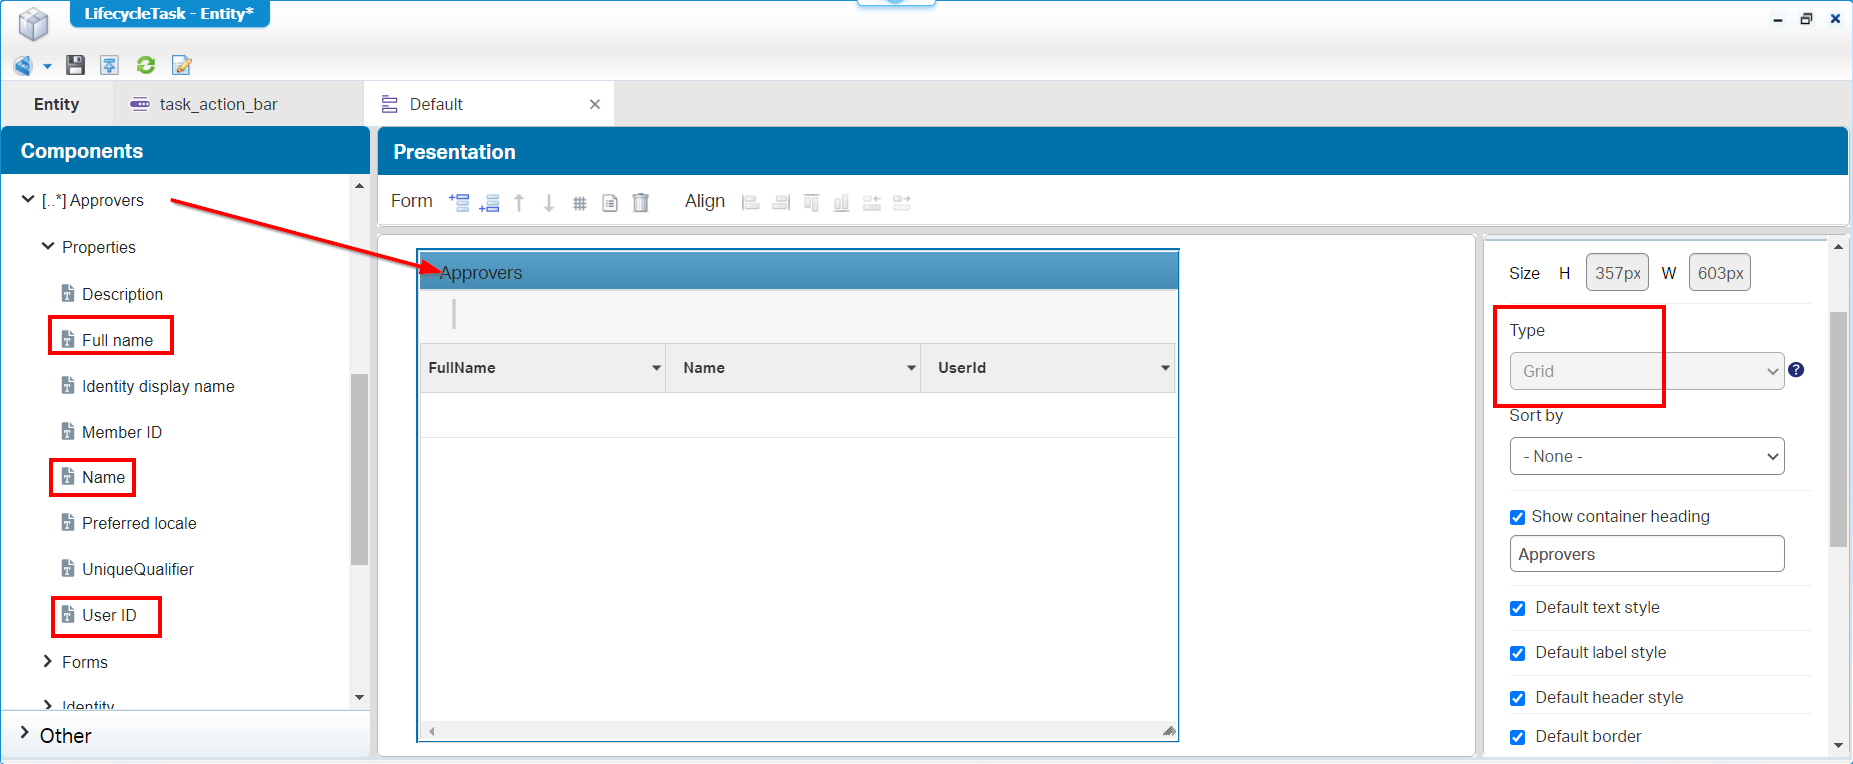 LifecycleTask - Entity*
Entity
task_action_bar
Default
Components
Presentation
[..*] Approvers
Properties
Description
Full name
Identity display name
Member ID
Name
Preferred locale
UniqueQualifier
User ID
Forms
Identity
Other
Form
Align
Approvers
FullName
Name
UserId
Size H 357px W 603px
Type
Grid
Sort by
- None -
Show container heading
Approvers
Default text style
Default label style
Default header style
Default border